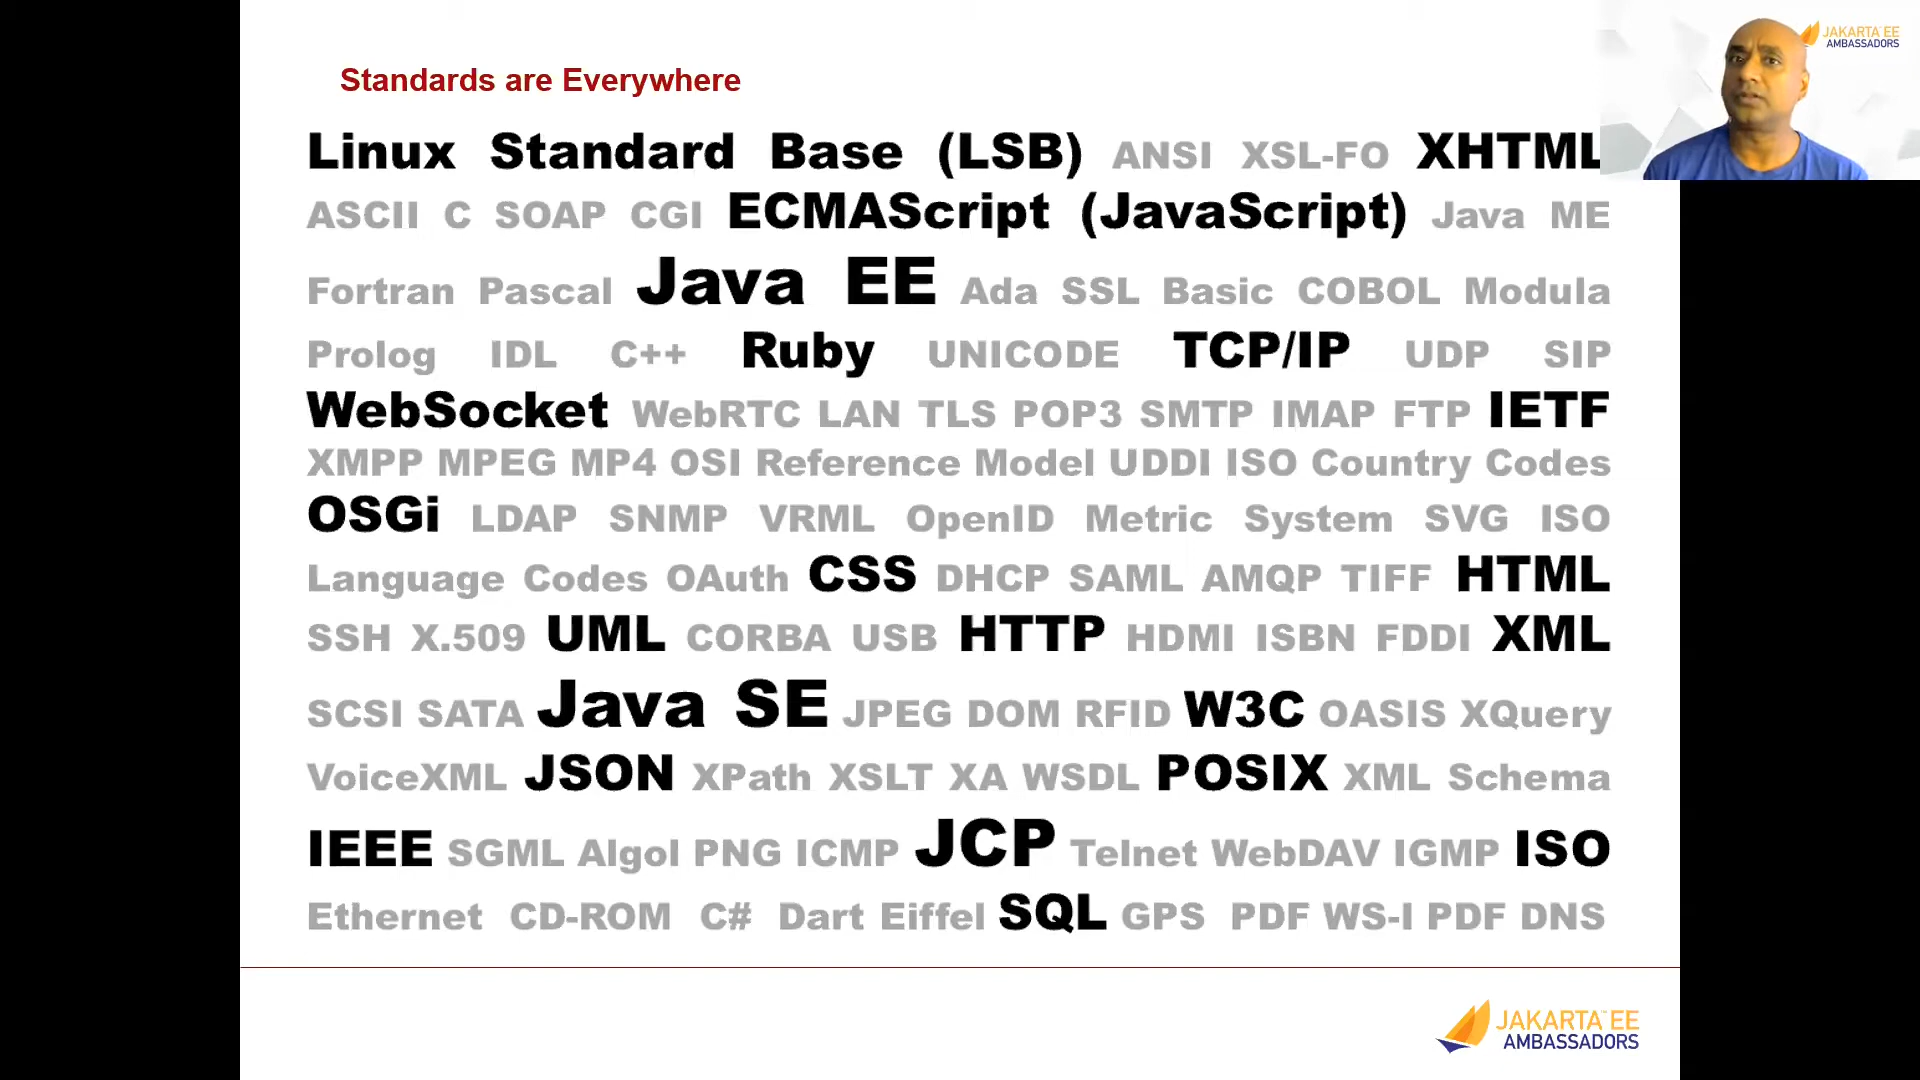 Standards are Everywhere
JAKARTA EE
AMBASSADORS
Linux Standard Base (LSB) ANSI XSL-FO XHTML
ASCII C SOAP CGI ECMAScript (JavaScript) Java ME
Fortran Pascal Java EE Ada SSL Basic COBOL Modula
Prolog IDL C++ Ruby UNICODE TCP/IP UDP SIP
WebSocket WebRTC LAN TLS POP3 SMTP IMAP FTP IETF
XMPP MPEG MP4 OSI Reference Model UDDI ISO Country Codes
OSGi LDAP SNMP VRML OpenID Metric System SVG ISO
Language Codes OAuth CSS DHCP SAML AMQP TIFF HTML
SSH X.509 UML CORBA USB HTTP HDMI ISBN FDDI XML
SCSI SATA Java SE JPEG DOM RFID W3C OASIS XQuery
VoiceXML JSON XPath XSLT XA WSDL POSIX XML Schema
IEEE SGML Algol PNG ICMP JCP Telnet WebDAV IGMP ISO
Ethernet CD-ROM C# Dart Eiffel SQL GPS PDF WS-I PDF DNS
JAKARTA EE
AMBASSADORS